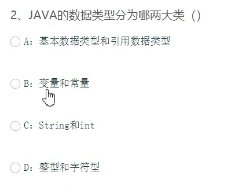 2、JAVA的数据类型分为哪两大类（）
A：基本数据类型和引用数据类型
B：变量和常量
C：String和int
D：整型和字符型